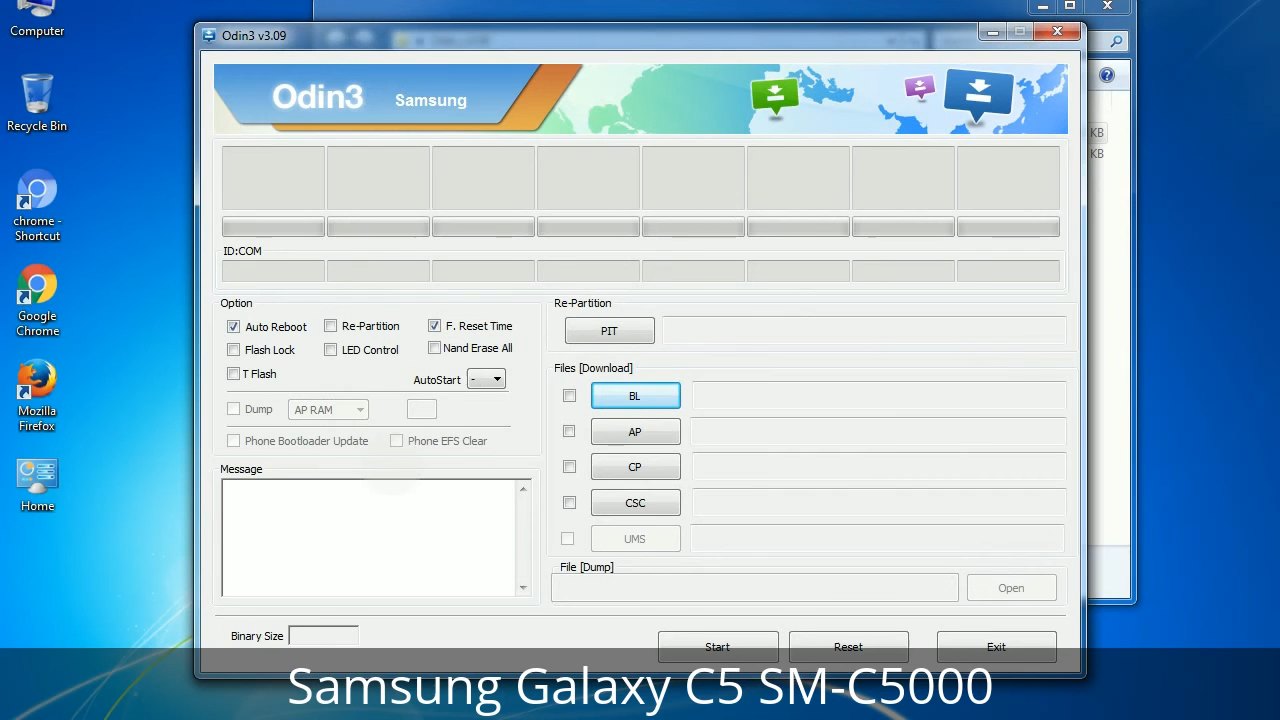 Computer
Recycle Bin
chrome -
Shortcut
Google
Chrome
Mozilla
Firefox
Home
Odin3 v3.09
Odin3 Samsung
ID:COM
Option
Auto Reboot
Re-Partition
F. Reset Time
Flash Lock
LED Control
Nand Erase All
T Flash
AutoStart -
Dump
AP RAM
Phone Bootloader Update
Phone EFS Clear
Message
Re-Partition
PIT
Files [Download]
BL
AP
CP
CSC
UMS
File [Dump]
Open
Binary Size
Start
Reset
Exit
KB
KB
Samsung Galaxy C5 SM-C5000